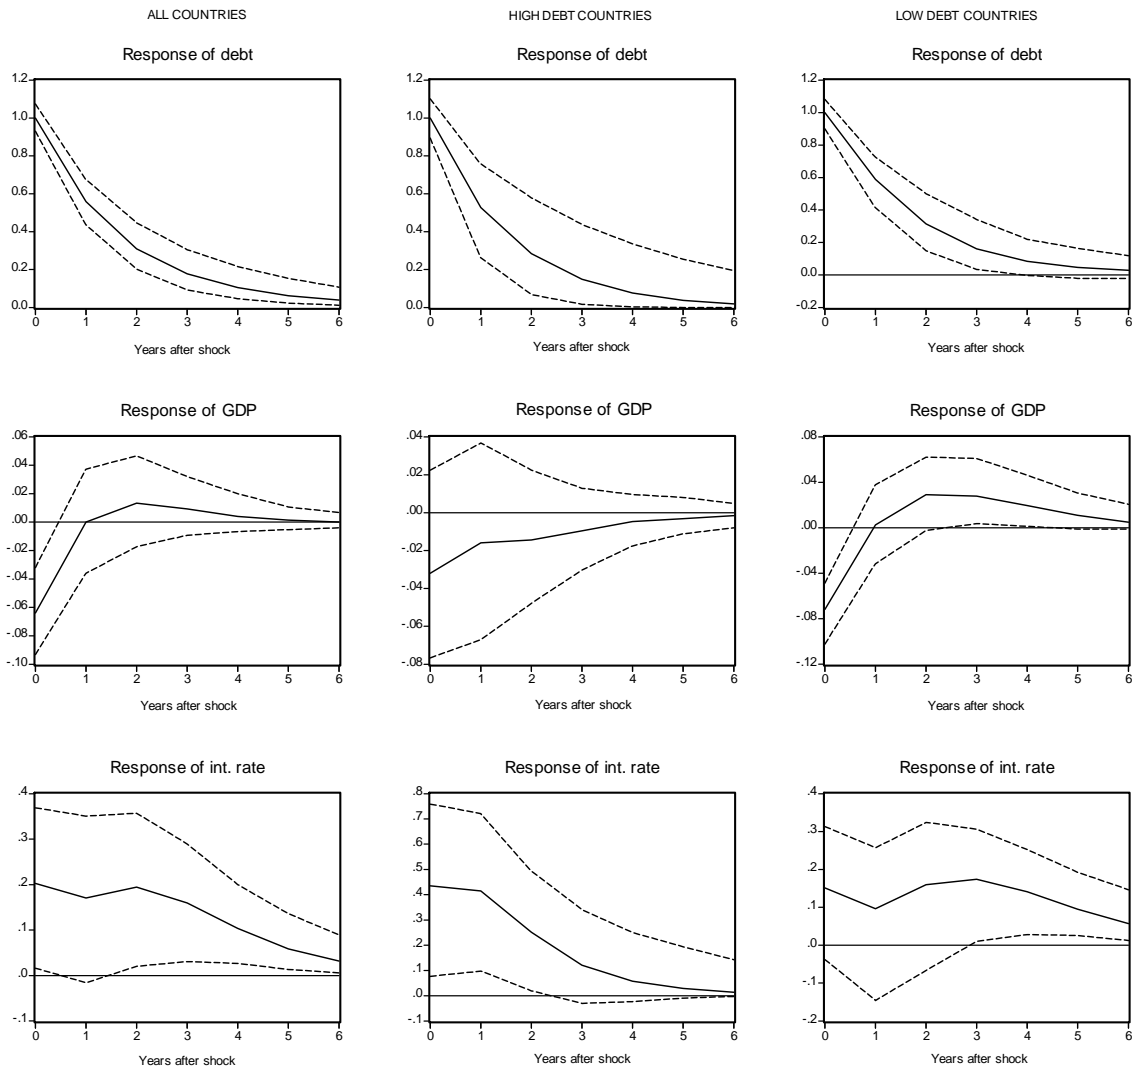 ALL COUNTRIES
HIGH DEBT COUNTRIES
LOW DEBT COUNTRIES
Response of debt
1.2
1.0
0.8
0.6
0.4
0.2
0.0
0 1 2 3 4 5 6
Years after shock
Response of debt
1.2
1.0
0.8
0.6
0.4
0.2
0.0
0 1 2 3 4 5 6
Years after shock
Response of debt
1.2
1.0
0.8
0.6
0.4
0.2
0.0
-0.2
0 1 2 3 4 5 6
Years after shock
Response of GDP
.06
.04
.02
.00
-.02
-.04
-.06
-.08
-.10
0 1 2 3 4 5 6
Years after shock
Response of GDP
.04
.02
.00
-.02
-.04
-.06
-.08
0 1 2 3 4 5 6
Years after shock
Response of GDP
.08
.04
.00
-.04
-.08
-.12
0 1 2 3 4 5 6
Years after shock
Response of int. rate
.4
.3
.2
.1
.0
-.1
0 1 2 3 4 5 6
Years after shock
Response of int. rate
.8
.7
.6
.5
.4
.3
.2
.1
.0
-.1
0 1 2 3 4 5 6
Years after shock
Response of int. rate
.4
.3
.2
.1
.0
-.1
-.2
0 1 2 3 4 5 6
Years after shock